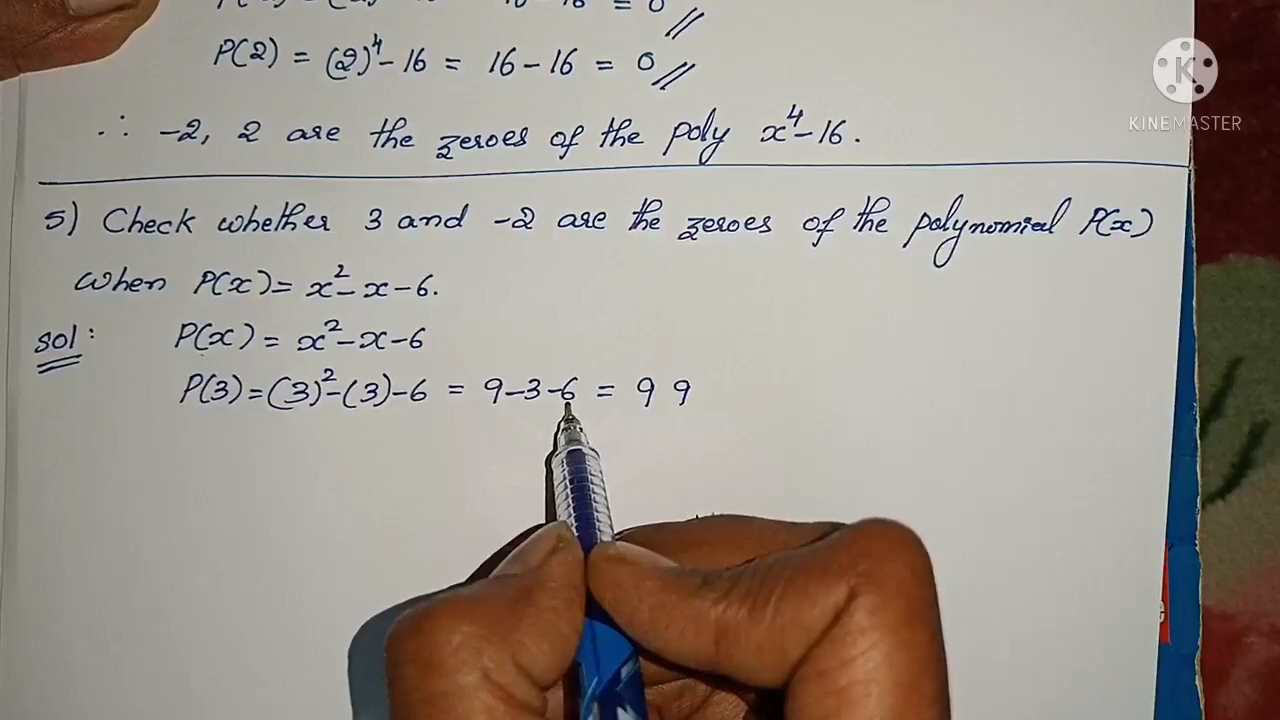 P(2) = (2)⁴ - 16 = 16 - 16 = 0 //
∴ -2, 2 are the zeroes of the poly x⁴ - 16.
5) Check whether 3 and -2 are the zeroes of the polynomial P(x)
when P(x) = x² - x - 6.
Sol: P(x) = x² - x - 6
P(3) = (3)² - (3) - 6 = 9 - 3 - 6 = 9 9
KINEMASTER